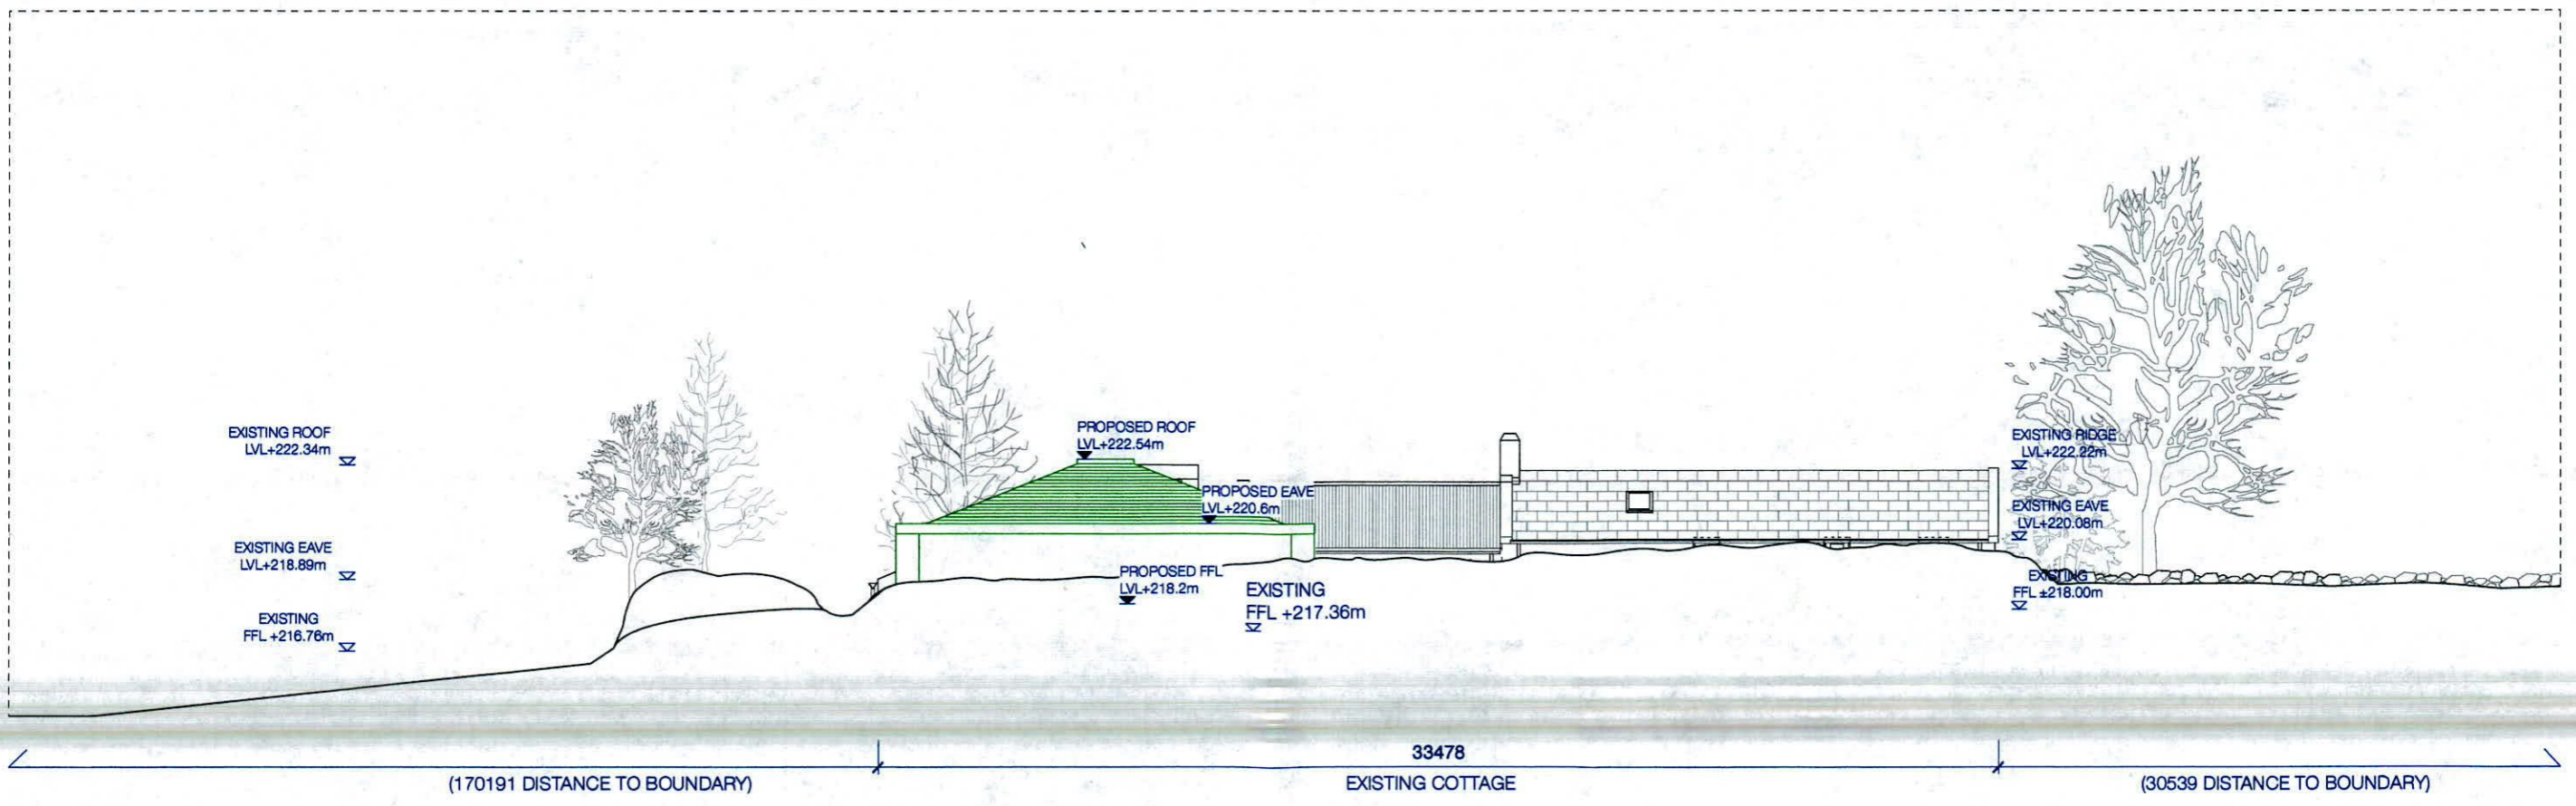 EXISTING ROOF
LVL+222.34m
EXISTING EAVE
LVL+218.89m
EXISTING
FFL +216.76m
PROPOSED ROOF
LVL+222.54m
PROPOSED EAVE
LVL+220.6m
PROPOSED FFL
LVL+218.2m
EXISTING
FFL +217.36m
EXISTING RIDGE
LVL+222.22m
EXISTING EAVE
LVL+220.08m
EXISTING
FFL ±218.00m
33478
(170191 DISTANCE TO BOUNDARY)
EXISTING COTTAGE
(30539 DISTANCE TO BOUNDARY)